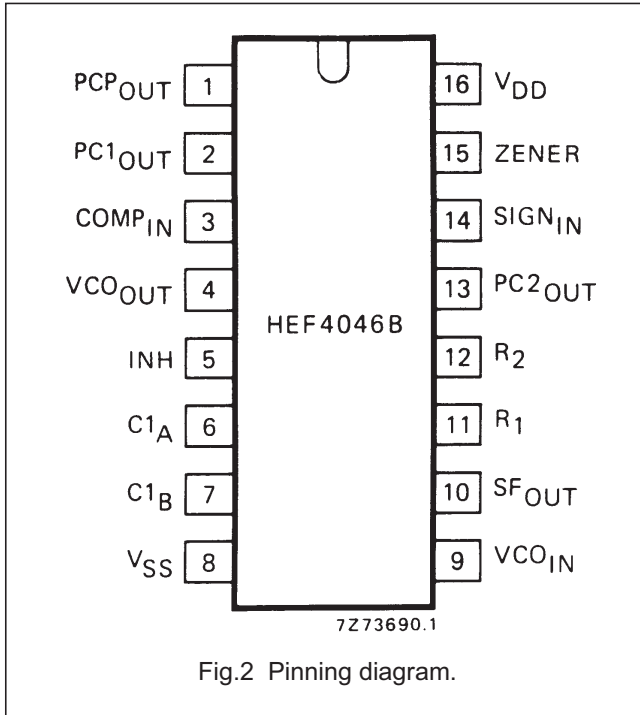 PCPOUT 1
16 VDD
PC1OUT 2
15 ZENER
COMPIN 3
14 SIGNIN
VCOOUT 4
13 PC2OUT
HEF4046B
INH 5
12 R2
C1A 6
11 R1
C1B 7
10 SFOUT
VSS 8
9 VCOIN
7Z73690.1
Fig.2 Pinning diagram.